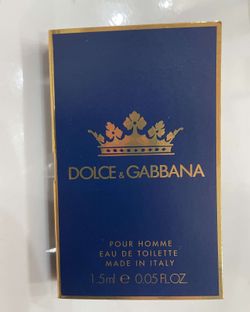 DOLCE & GABBANA
POUR HOMME
EAU DE TOILETTE
MADE IN ITALY
1.5ml ℮ 0.05 FL.OZ.